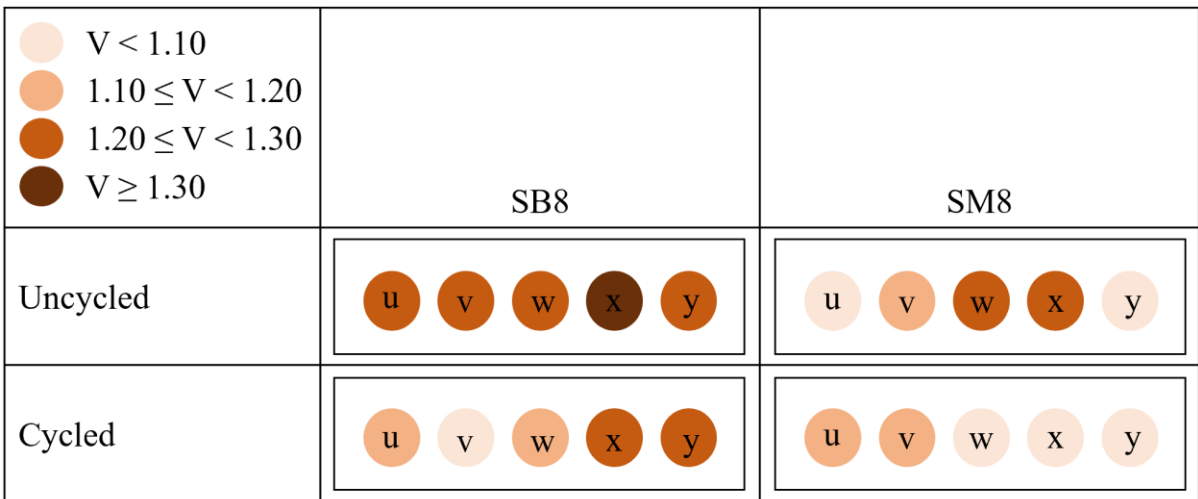 V < 1.10
1.10 ≤ V < 1.20
1.20 ≤ V < 1.30
V ≥ 1.30
SB8 SM8
Uncycled u v w x y u v w x y
Cycled u v w x y u v w x y